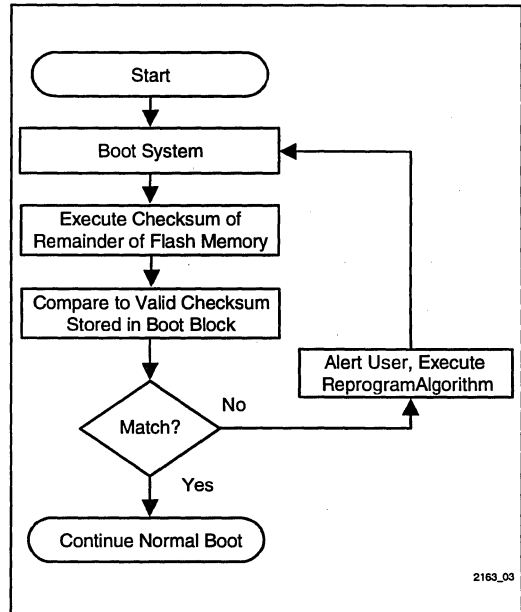 Start
Boot System
Execute Checksum of
Remainder of Flash Memory
Compare to Valid Checksum
Stored in Boot Block
Alert User, Execute
ReprogramAlgorithm
Match?
No
Yes
Continue Normal Boot
2163_03